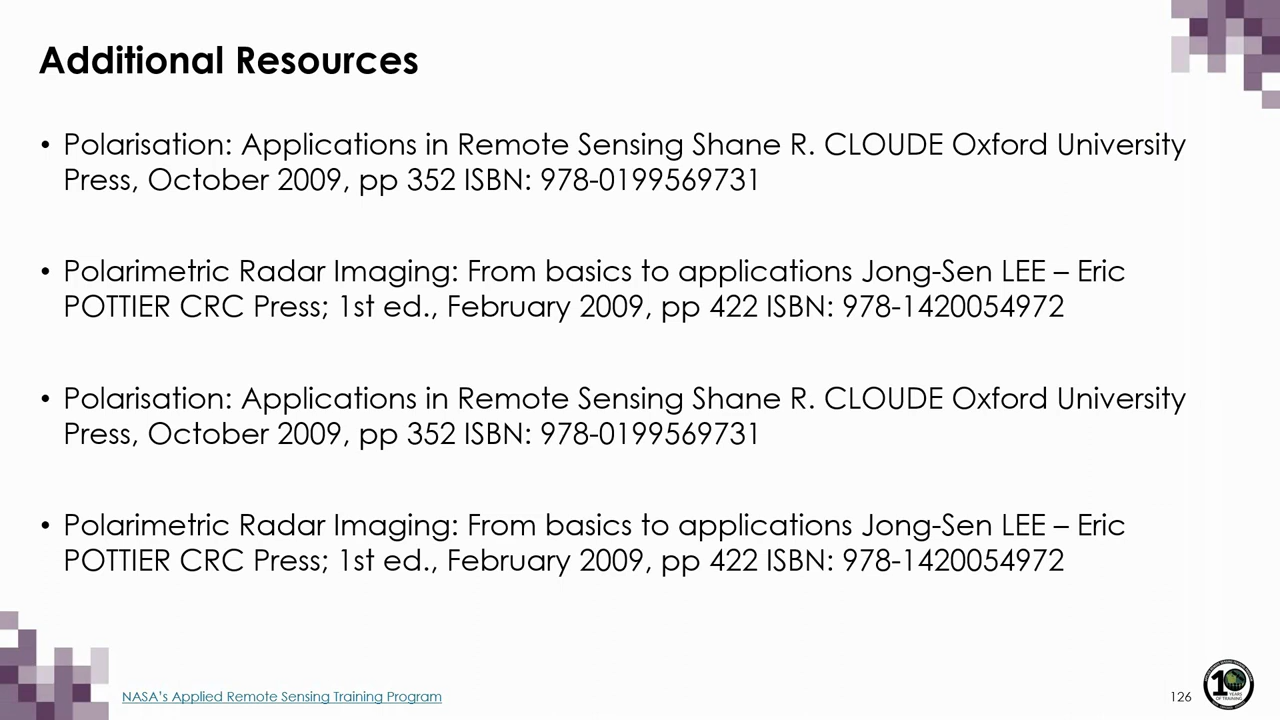 Additional Resources
• Polarisation: Applications in Remote Sensing Shane R. CLOUDE Oxford University
Press, October 2009, pp 352 ISBN: 978-0199569731
• Polarimetric Radar Imaging: From basics to applications Jong-Sen LEE – Eric
POTTIER CRC Press; 1st ed., February 2009, pp 422 ISBN: 978-1420054972
• Polarisation: Applications in Remote Sensing Shane R. CLOUDE Oxford University
Press, October 2009, pp 352 ISBN: 978-0199569731
• Polarimetric Radar Imaging: From basics to applications Jong-Sen LEE – Eric
POTTIER CRC Press; 1st ed., February 2009, pp 422 ISBN: 978-1420054972
NASA's Applied Remote Sensing Training Program
126
10
YEARS
OF TRAINING